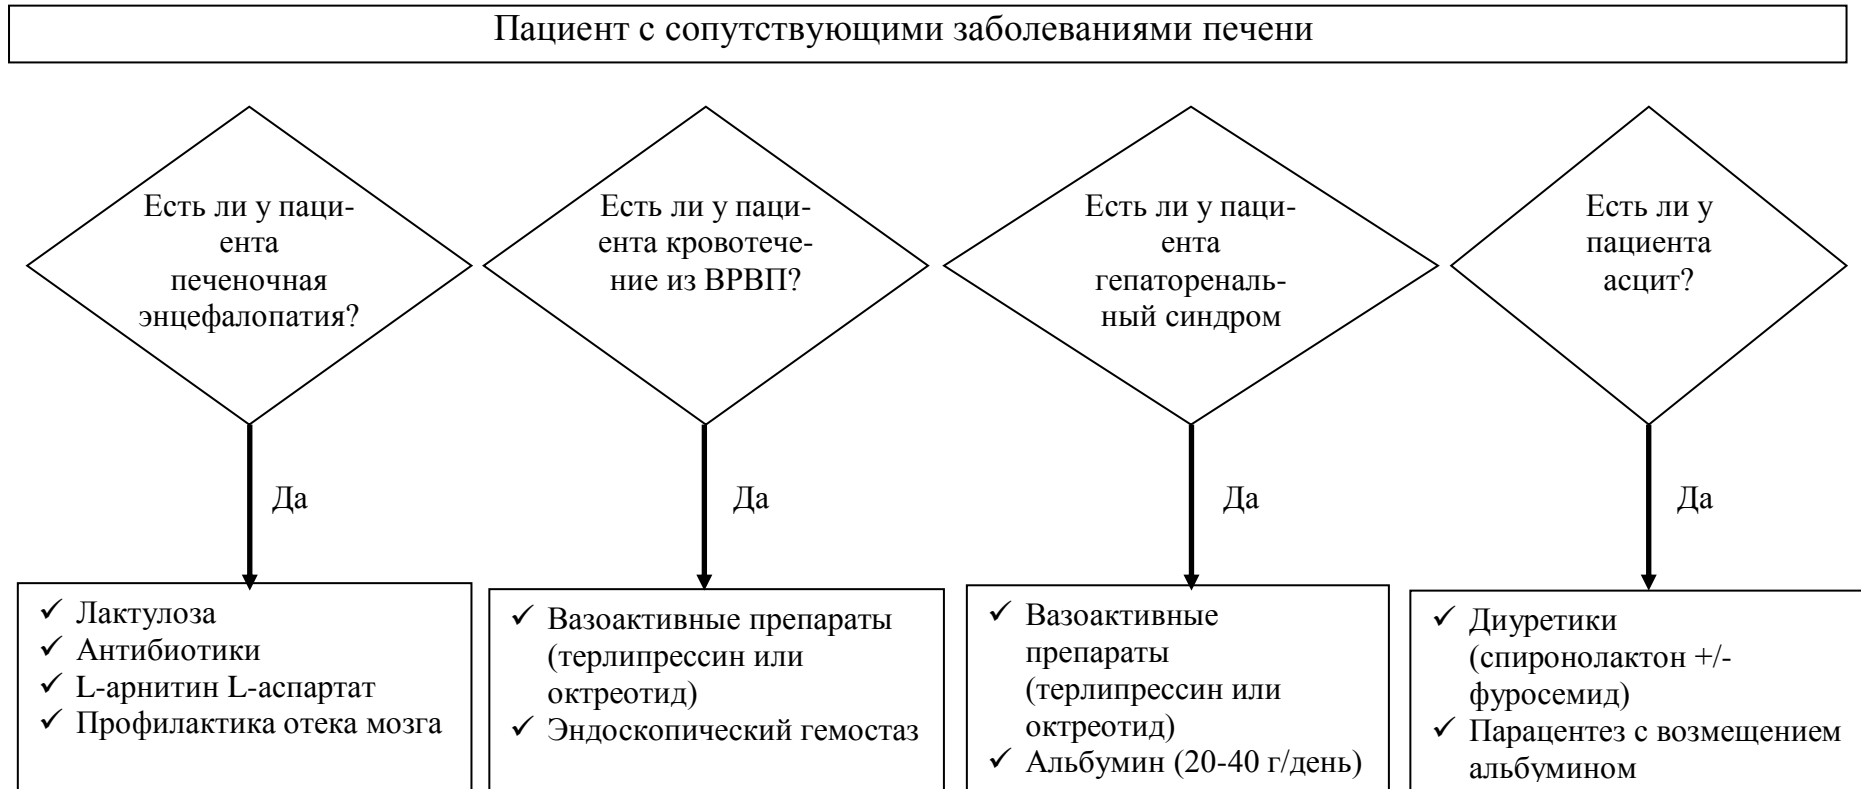 Пациент с сопутствующими заболеваниями печени
Есть ли у паци-
ента
печеночная
энцефалопатия?
Есть ли у паци-
ента кровотече-
ние из ВРВП?
Есть ли у паци-
ента
гепатореналь-
ный синдром
Есть ли у
пациента
асцит?
Да
Да
Да
Да
✓ Лактулоза
✓ Антибиотики
✓ L-арнитин L-аспартат
✓ Профилактика отека мозга
✓ Вазоактивные препараты
(терлипрессин или
октреотид)
✓ Эндоскопический гемостаз
✓ Вазоактивные
препараты
(терлипрессин или
октреотид)
✓ Альбумин (20-40 г/день)
✓ Диуретики
(спиронолактон +/-
фуросемид)
✓ Парацентез с возмещением
альбумином